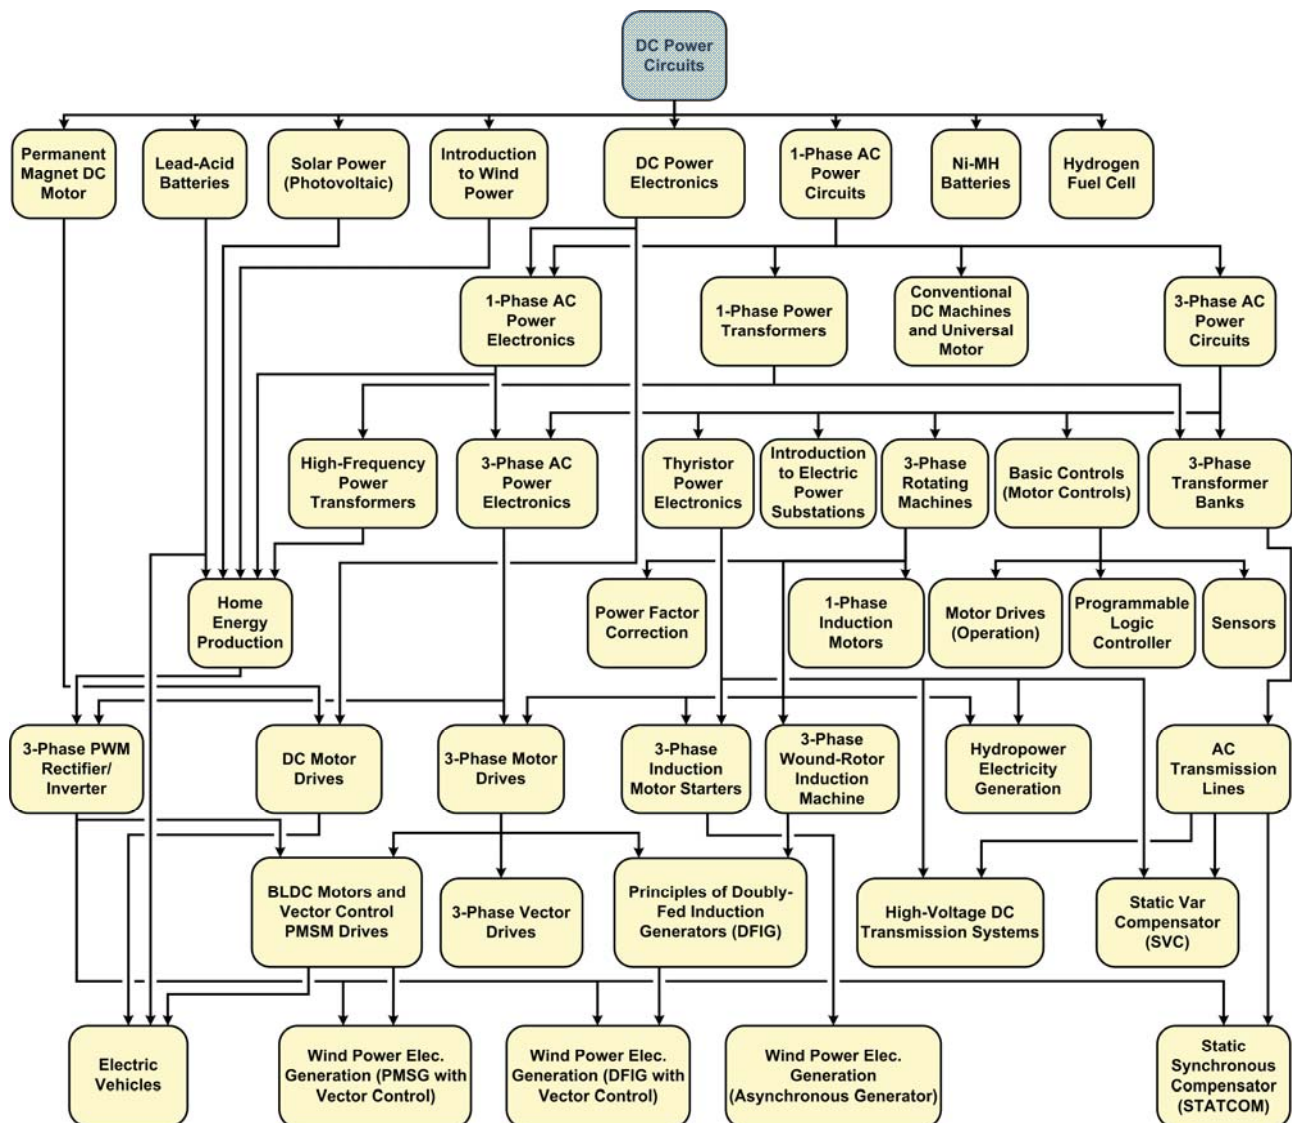 DC Power
Circuits
Permanent
Magnet DC
Motor
Lead-Acid
Batteries
Solar Power
(Photovoltaic)
Introduction
to Wind
Power
DC Power
Electronics
1-Phase AC
Power
Circuits
Ni-MH
Batteries
Hydrogen
Fuel Cell
1-Phase AC
Power
Electronics
1-Phase Power
Transformers
Conventional
DC Machines
and Universal
Motor
3-Phase AC
Power
Circuits
High-Frequency
Power
Transformers
3-Phase AC
Power
Electronics
Thyristor
Power
Electronics
Introduction
to Electric
Power
Substations
3-Phase
Rotating
Machines
Basic Controls
(Motor Controls)
3-Phase
Transformer
Banks
Home
Energy
Production
Power Factor
Correction
1-Phase
Induction
Motors
Motor Drives
(Operation)
Programmable
Logic
Controller
Sensors
3-Phase PWM
Rectifier/
Inverter
DC Motor
Drives
3-Phase Motor
Drives
3-Phase
Induction
Motor Starters
3-Phase
Wound-Rotor
Induction
Machine
Hydropower
Electricity
Generation
AC
Transmission
Lines
BLDC Motors and
Vector Control
PMSM Drives
3-Phase Vector
Drives
Principles of Doubly-
Fed Induction
Generators (DFIG)
High-Voltage DC
Transmission Systems
Static Var
Compensator
(SVC)
Electric
Vehicles
Wind Power Elec.
Generation (PMSG with
Vector Control)
Wind Power Elec.
Generation (DFIG with
Vector Control)
Wind Power Elec.
Generation
(Asynchronous Generator)
Static
Synchronous
Compensator
(STATCOM)